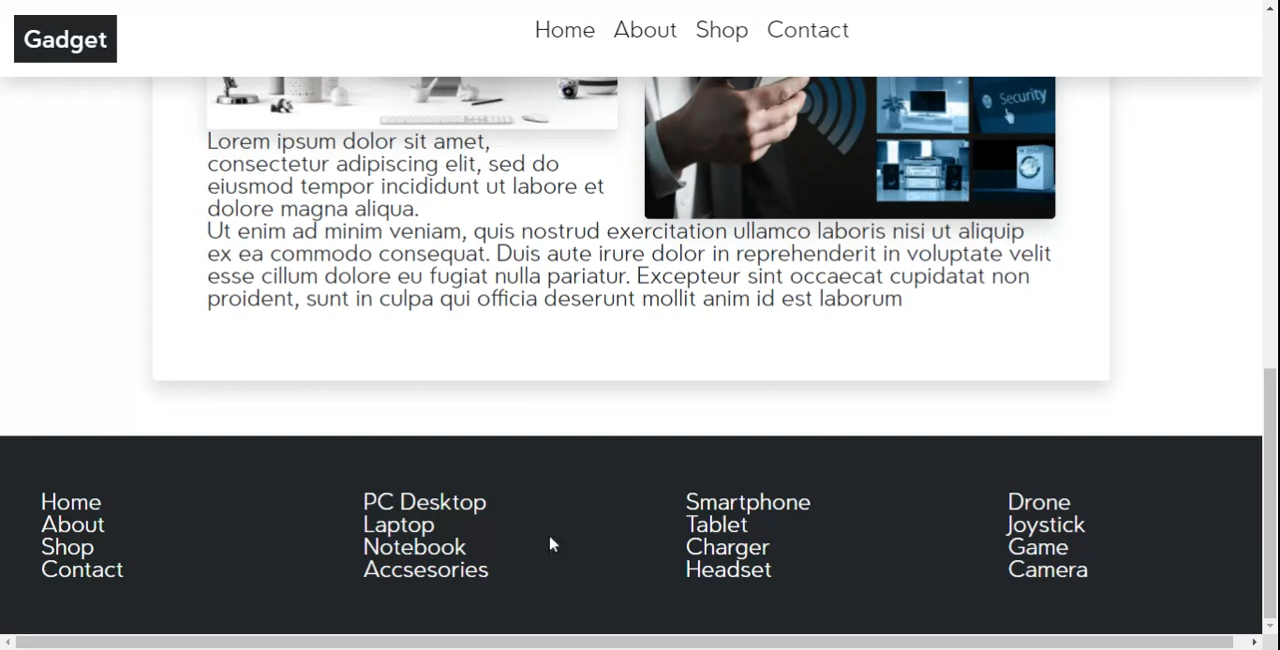 Gadget
Home About Shop Contact
Security
Lorem ipsum dolor sit amet,
consectetur adipiscing elit, sed do
eiusmod tempor incididunt ut labore et
dolore magna aliqua.
Ut enim ad minim veniam, quis nostrud exercitation ullamco laboris nisi ut aliquip
ex ea commodo consequat. Duis aute irure dolor in reprehenderit in voluptate velit
esse cillum dolore eu fugiat nulla pariatur. Excepteur sint occaecat cupidatat non
proident, sunt in culpa qui officia deserunt mollit anim id est laborum
Home
About
Shop
Contact
PC Desktop
Laptop
Notebook
Accsesories
Smartphone
Tablet
Charger
Headset
Drone
Joystick
Game
Camera